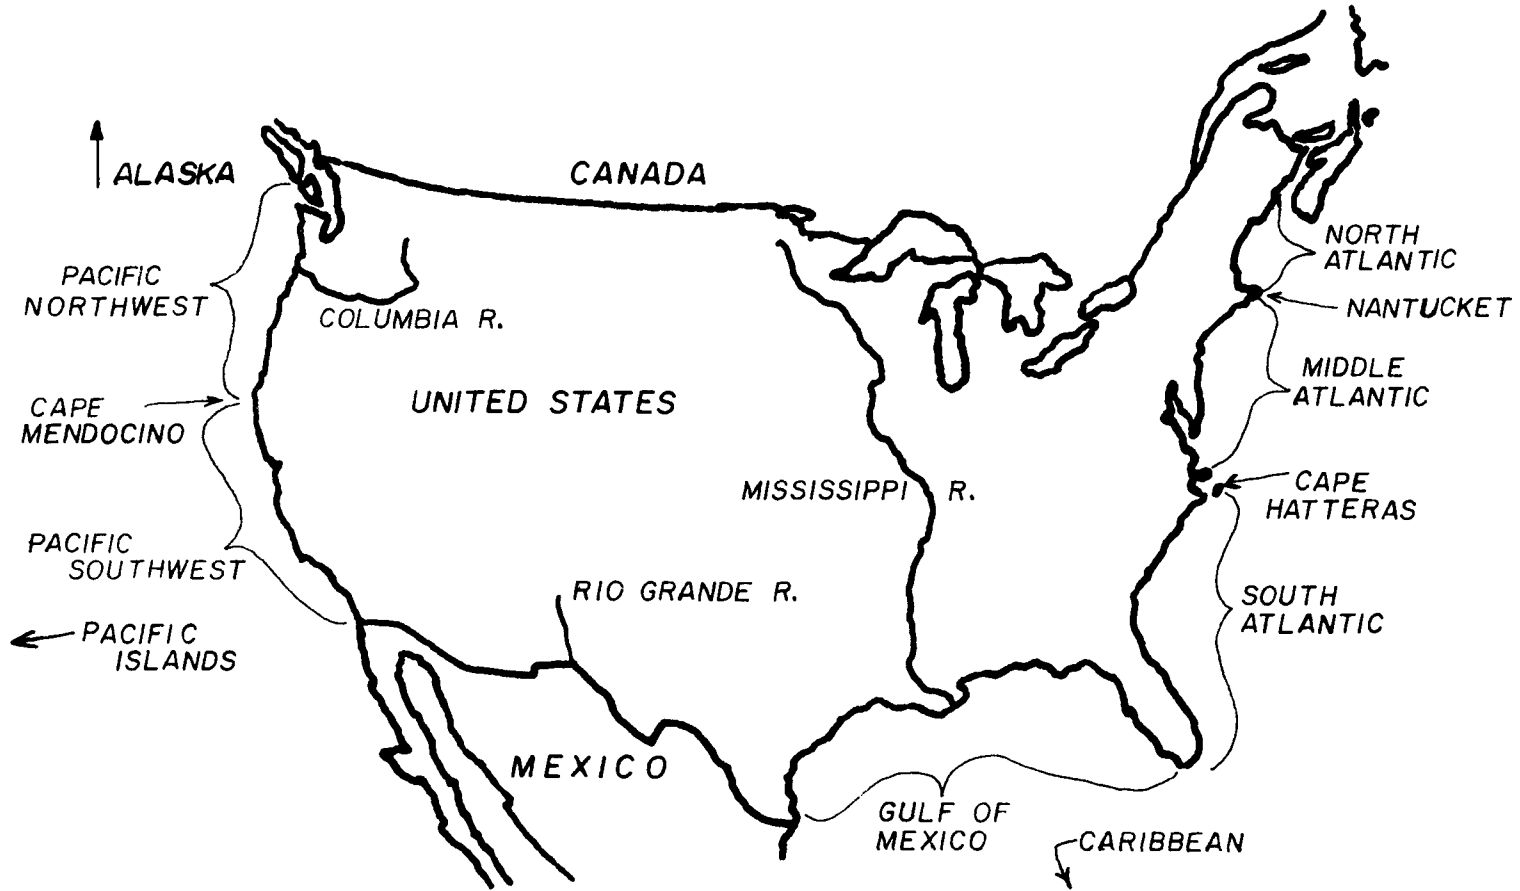 ALASKA
CANADA
NORTH
ATLANTIC
PACIFIC
NORTHWEST
NANTUCKET
COLUMBIA R.
MIDDLE
ATLANTIC
CAPE
MENDOCINO
UNITED STATES
MISSISSIPPI R.
CAPE
HATTERAS
PACIFIC
SOUTHWEST
RIO GRANDE R.
SOUTH
ATLANTIC
PACIFIC
ISLANDS
MEXICO
GULF OF
MEXICO
CARIBBEAN